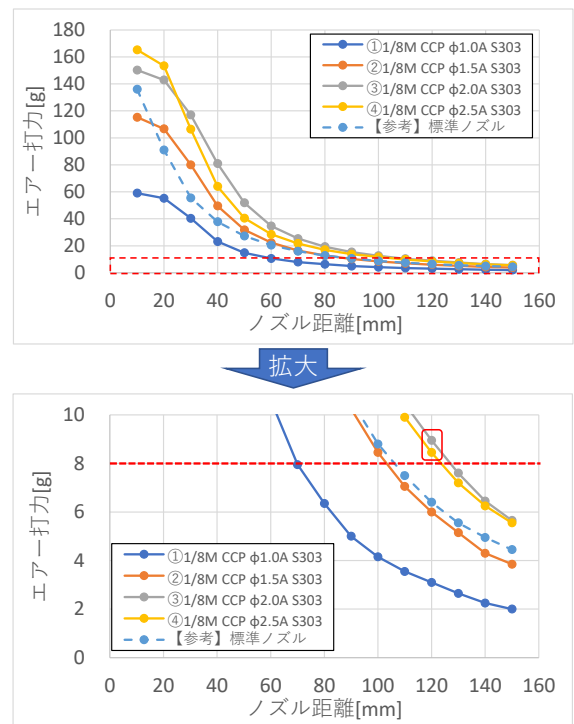 180
160
140
120
100
80
60
40
20
0
エアー打力[g]
①1/8M CCP φ1.0A S303
②1/8M CCP φ1.5A S303
③1/8M CCP φ2.0A S303
④1/8M CCP φ2.5A S303
【参考】標準ノズル
0 20 40 60 80 100 120 140 160
ノズル距離[mm]
拡大
10
8
6
4
2
0
エアー打力[g]
①1/8M CCP φ1.0A S303
②1/8M CCP φ1.5A S303
③1/8M CCP φ2.0A S303
④1/8M CCP φ2.5A S303
【参考】標準ノズル
0 20 40 60 80 100 120 140 160
ノズル距離[mm]